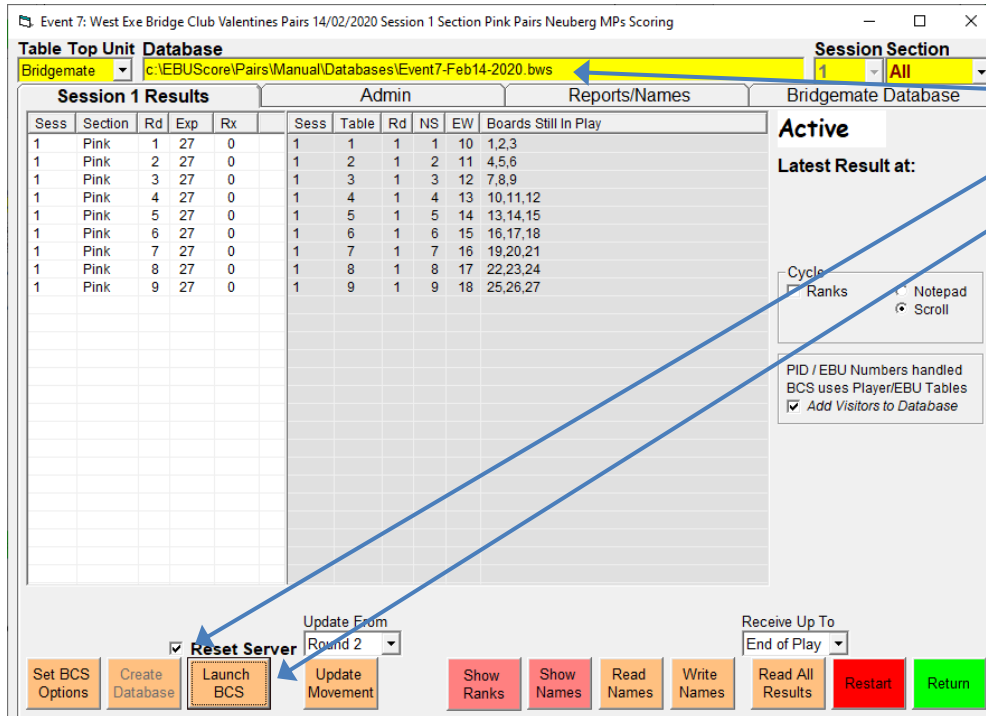 Event 7: West Exe Bridge Club Valentines Pairs 14/02/2020 Session 1 Section Pink Pairs Neuberg MPs Scoring
Table Top Unit Database Session Section
Bridgemate c:\EBUScore\Pairs\Manual\Databases\Event7-Feb14-2020.bws 1 All
Session 1 Results Admin Reports/Names Bridgemate Database
Sess Section Rd Exp Rx Sess Table Rd NS EW Boards Still In Play
1 Pink 1 27 0 1 1 1 1 10 1,2,3
1 Pink 2 27 0 1 2 1 2 11 4,5,6
1 Pink 3 27 0 1 3 1 3 12 7,8,9
1 Pink 4 27 0 1 4 1 4 13 10,11,12
1 Pink 5 27 0 1 5 1 5 14 13,14,15
1 Pink 6 27 0 1 6 1 6 15 16,17,18
1 Pink 7 27 0 1 7 1 7 16 19,20,21
1 Pink 8 27 0 1 8 1 8 17 22,23,24
1 Pink 9 27 0 1 9 1 9 18 25,26,27
Active
Latest Result at:
Cycle
Ranks Notepad
Scroll
PID / EBU Numbers handled
BCS uses Player/EBU Tables
Add Visitors to Database
Update From Receive Up To
Reset Server Round 2 End of Play
Set BCS Create Launch Update Show Show Read Write Read All Restart Return
Options Database BCS Movement Ranks Names Names Names Results